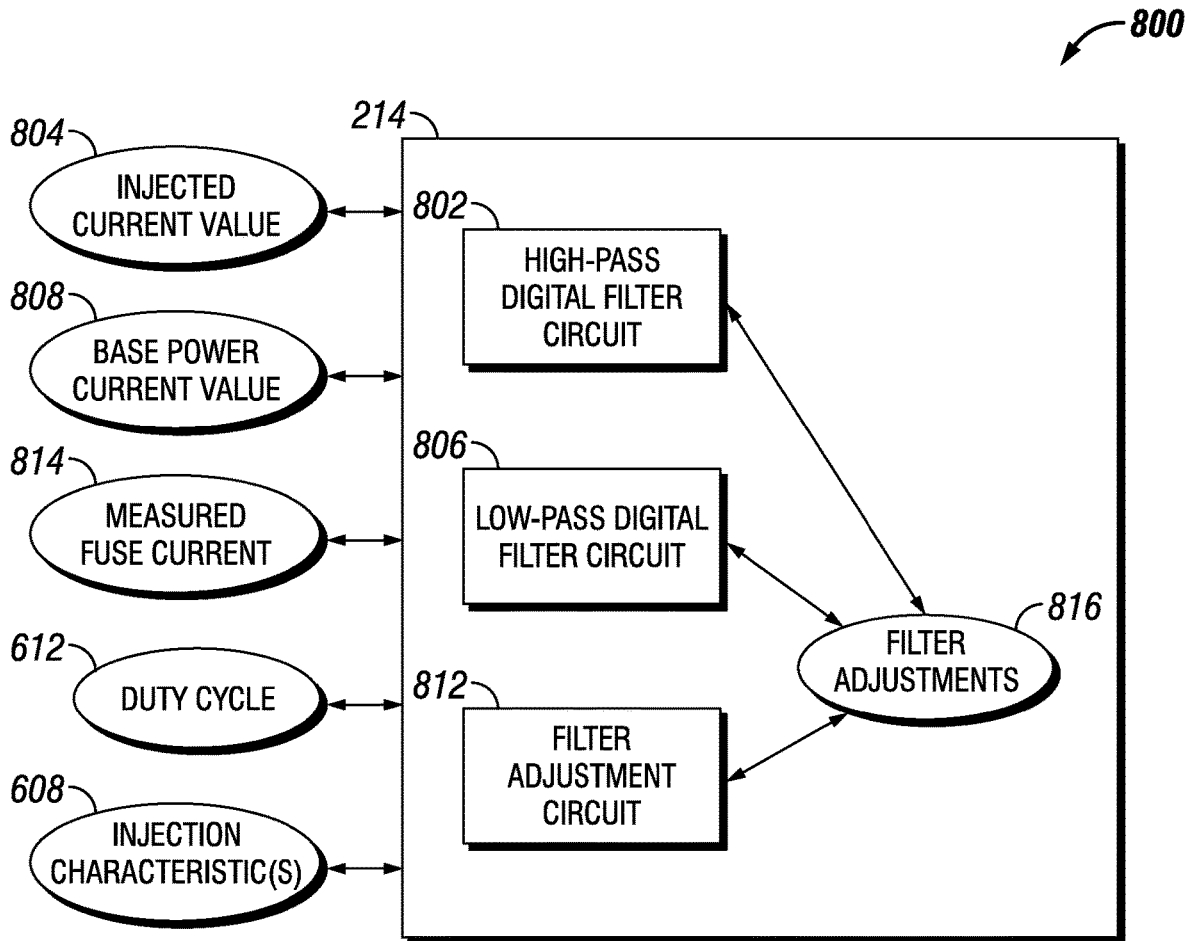 800
804
INJECTED
CURRENT VALUE
808
BASE POWER
CURRENT VALUE
814
MEASURED
FUSE CURRENT
612
DUTY CYCLE
608
INJECTION
CHARACTERISTIC(S)
214
802
HIGH-PASS
DIGITAL FILTER
CIRCUIT
806
LOW-PASS DIGITAL
FILTER CIRCUIT
812
FILTER
ADJUSTMENT
CIRCUIT
816
FILTER
ADJUSTMENTS